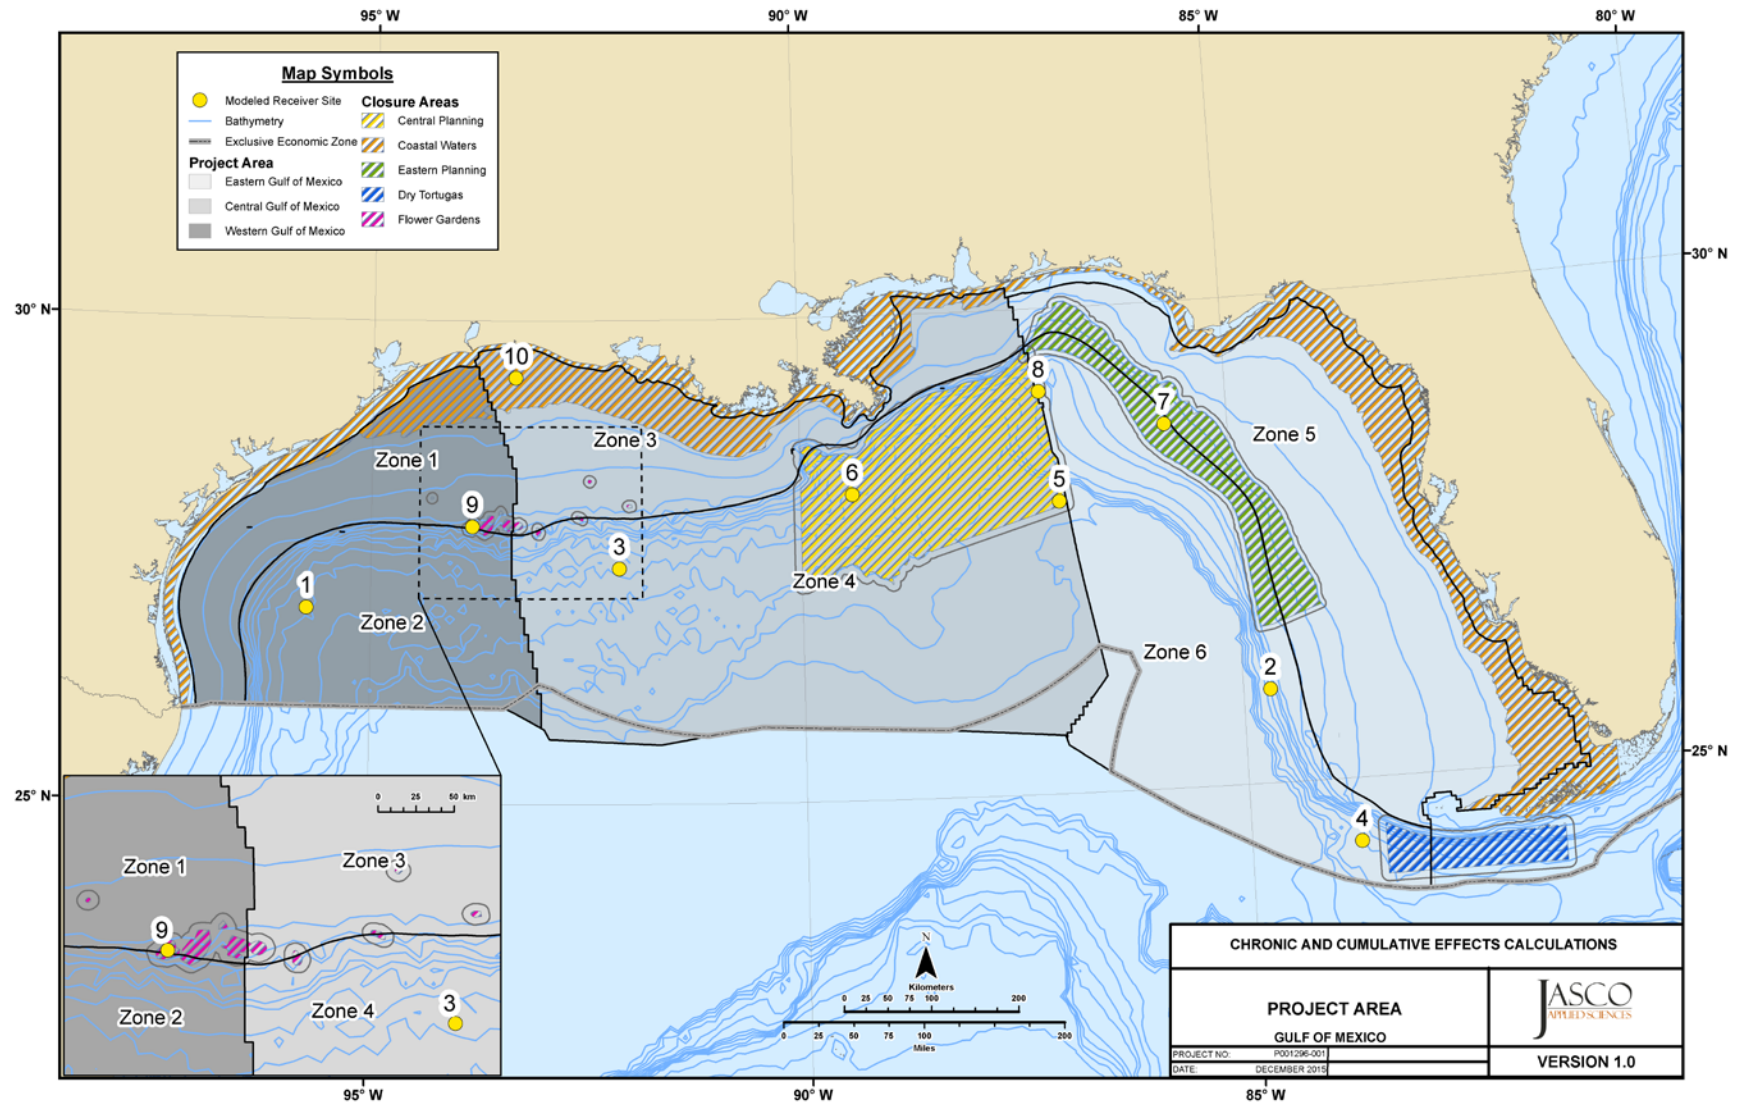 95° W
90° W
85° W
80° W
Map Symbols
Modeled Receiver Site
Bathymetry
Exclusive Economic Zone
Project Area
Eastern Gulf of Mexico
Central Gulf of Mexico
Western Gulf of Mexico
Closure Areas
Central Planning
Coastal Waters
Eastern Planning
Dry Tortugas
Flower Gardens
30° N
30° N
10
8
7
Zone 5
Zone 3
Zone 1
6
5
9
3
Zone 4
1
Zone 2
Zone 6
2
25° N
25° N
4
0 25 50 km
Zone 1
Zone 3
9
3
Zone 2
Zone 4
N
Kilometers
0 25 50 75 100 200
0 25 50 75 100 200
Miles
CHRONIC AND CUMULATIVE EFFECTS CALCULATIONS
PROJECT AREA
GULF OF MEXICO
PROJECT NO: P001296-001
DATE: DECEMBER 2015
JASCO
APPLIED SCIENCES
VERSION 1.0
95° W
90° W
85° W